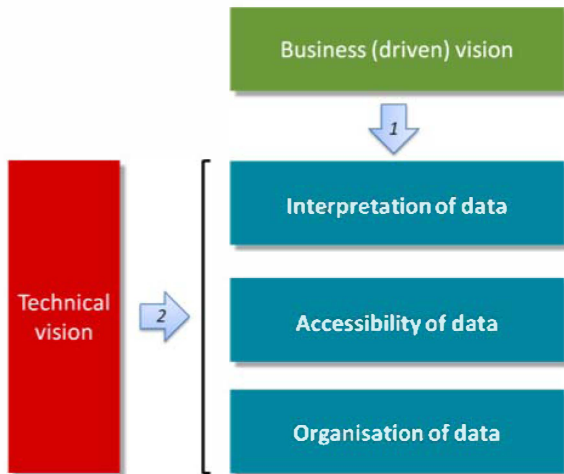 Business (driven) vision
1
Interpretation of data
Technical
vision
2
Accessibility of data
Organisation of data